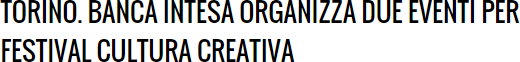 TORINO. BANCA INTESA ORGANIZZA DUE EVENTI PER
FESTIVAL CULTURA CREATIVA